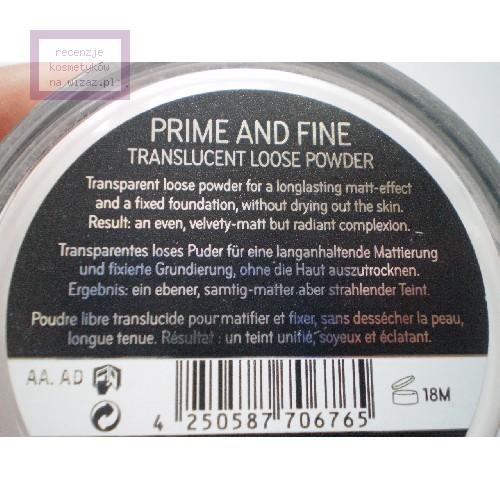 recenzje
kosmetyków
na wizaz.pl
PRIME AND FINE
TRANSLUCENT LOOSE POWDER
Transparent loose powder for a longlasting matt-effect
and a fixed foundation, without drying out the skin.
Result: an even, velvety-matt but radiant complexion.
Transparentes loses Puder für eine langanhaltende Mattierung
und fixierte Grundierung, ohne die Haut auszutrocknen.
Ergebnis: ein ebener, samtig-matter aber strahlender Teint.
Poudre libre translucide pour matifier et fixer, sans dessécher la peau,
longue tenue. Résultat : un teint unifié, soyeux et éclatant.
AA. AD
18M
4 250587 706765